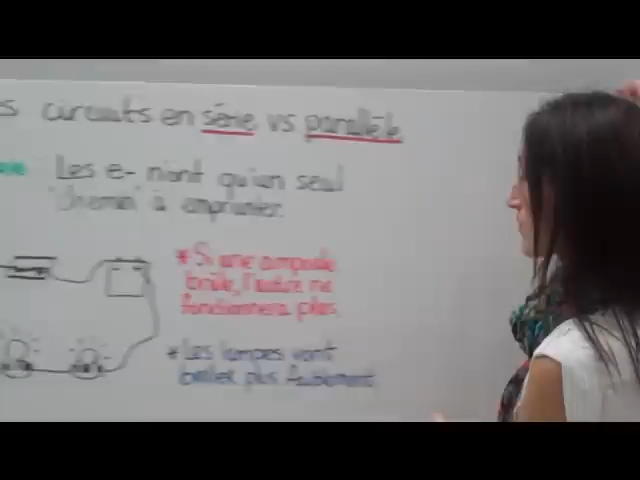 es circuits en série vs parallèle
Les e- n'ont qu'un seul
"chemin" à emprunter.
* Si une ampoule
brûle, l'autre ne
fonctionnera plus.
* Les lampes vont
briller plus faiblement